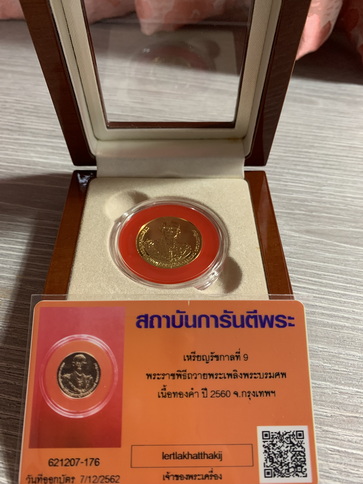 สถาบันการันตีพระ
เหรียญรัชกาลที่ 9
พระราชพิธีถวายพระเพลิงพระบรมศพ
เนื้อทองคำ ปี 2560 จ.กรุงเทพฯ
621207-176
lertlakhatthakij
วันที่ออกบัตร 7/12/2562
เจ้าของพระเครื่อง